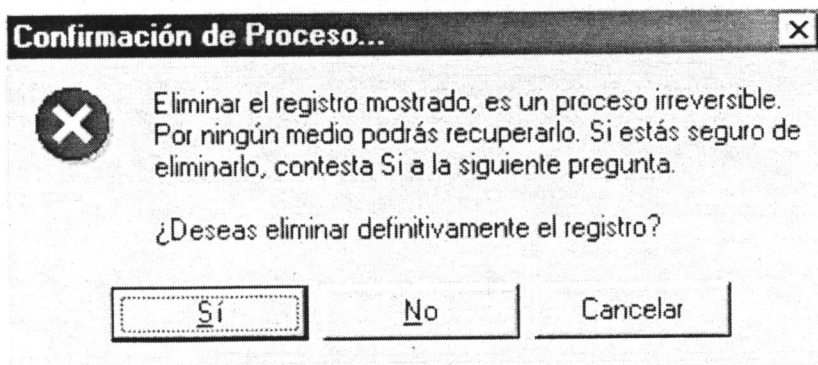 Confirmación de Proceso...
Eliminar el registro mostrado, es un proceso irreversible.
Por ningún medio podrás recuperarlo. Si estás seguro de
eliminarlo, contesta Si a la siguiente pregunta.
¿Deseas eliminar definitivamente el registro?
Sí No Cancelar